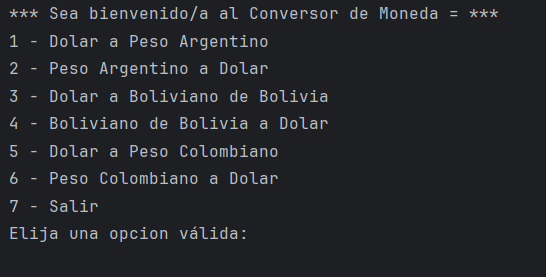 *** Sea bienvenido/a al Conversor de Moneda = ***
1 - Dolar a Peso Argentino
2 - Peso Argentino a Dolar
3 - Dolar a Boliviano de Bolivia
4 - Boliviano de Bolivia a Dolar
5 - Dolar a Peso Colombiano
6 - Peso Colombiano a Dolar
7 - Salir
Elija una opcion válida: